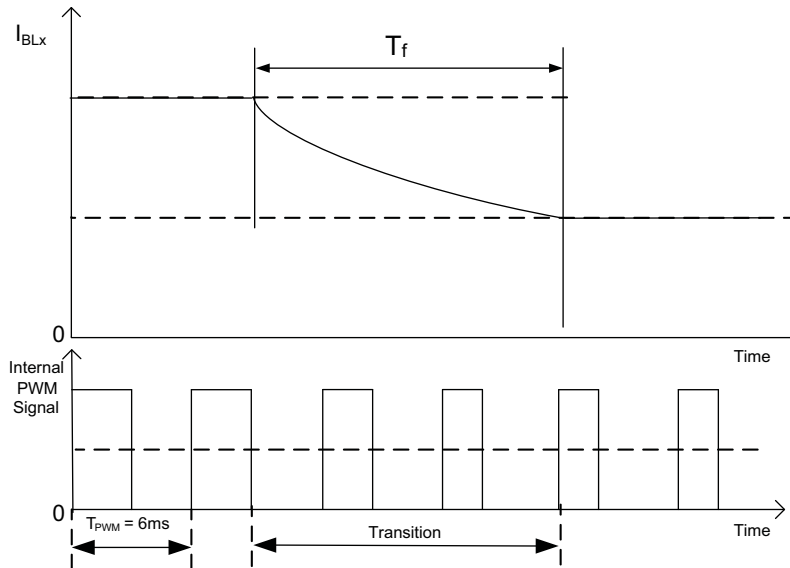 I_BLx
T_f
0
Time
Internal
PWM
Signal
0
T_PWM = 6ms
Transition
Time